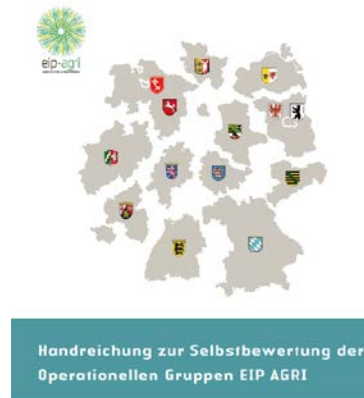 eip-agri
Handreichung zur Selbstbewertung der
Operationellen Gruppen EIP AGRI